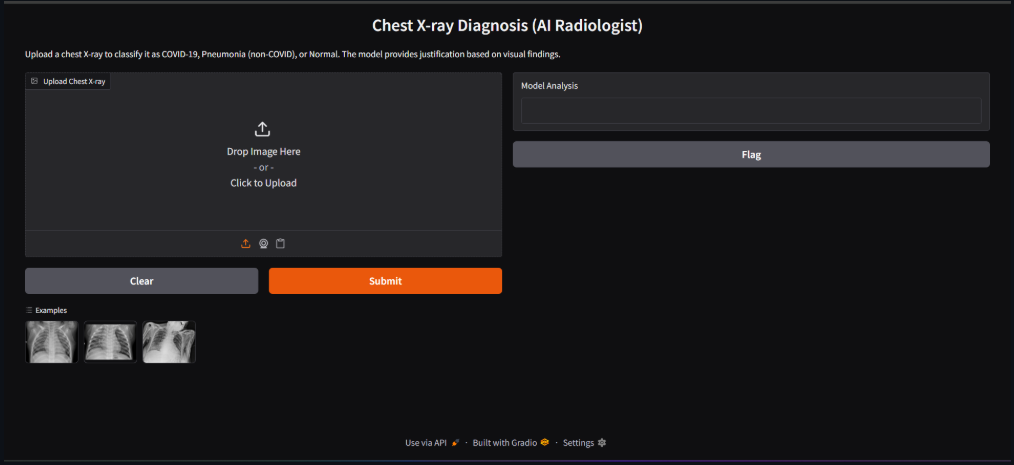 Chest X-ray Diagnosis (AI Radiologist)
Upload a chest X-ray to classify it as COVID-19, Pneumonia (non-COVID), or Normal. The model provides justification based on visual findings.
Upload Chest X-ray
Drop Image Here
- or -
Click to Upload
Clear
Submit
Examples
Model Analysis
Flag
Use via API · Built with Gradio · Settings